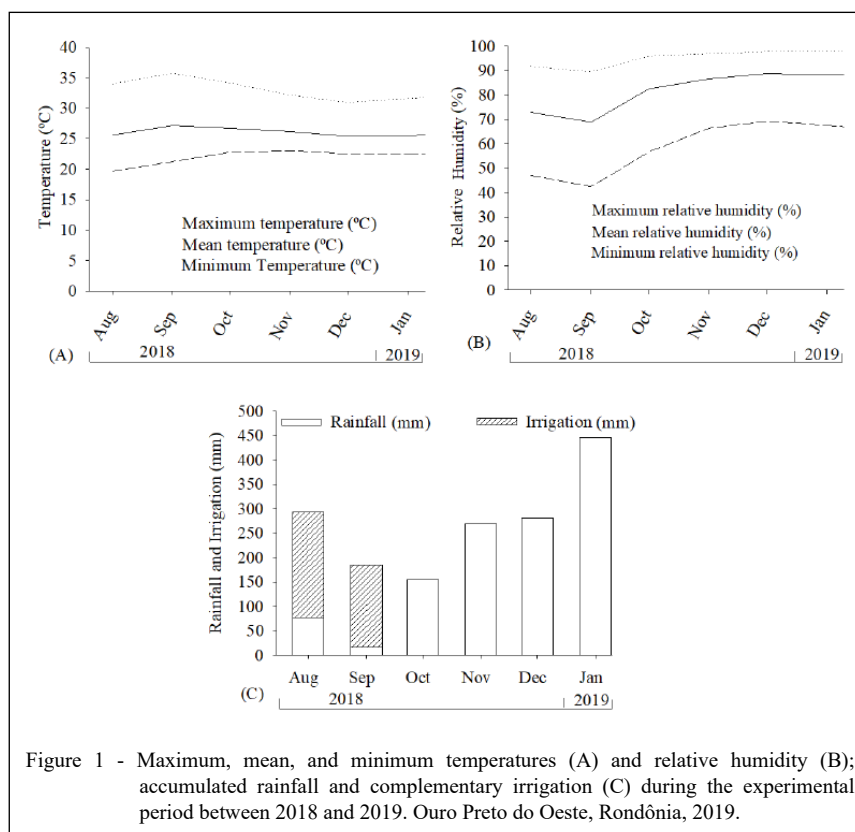 40
35
30
25
20
15
10
5
0
Temperature (ºC)
Maximum temperature (ºC)
Mean temperature (ºC)
Minimum Temperature (ºC)
Aug
Sep
Oct
Nov
Dec
Jan
(A)
2018
2019
100
90
80
70
60
50
40
30
20
10
0
Relative Humidity (%)
Maximum relative humidity (%)
Mean relative humidity (%)
Minimum relative humidity (%)
Aug
Sep
Oct
Nov
Dec
Jan
(B)
2018
2019
500
450
400
350
300
250
200
150
100
50
0
Rainfall and Irrigation (mm)
Rainfall (mm)
Irrigation (mm)
Aug
Sep
Oct
Nov
Dec
Jan
(C)
2018
2019
Figure 1 - Maximum, mean, and minimum temperatures (A) and relative humidity (B);
accumulated rainfall and complementary irrigation (C) during the experimental
period between 2018 and 2019. Ouro Preto do Oeste, Rondônia, 2019.